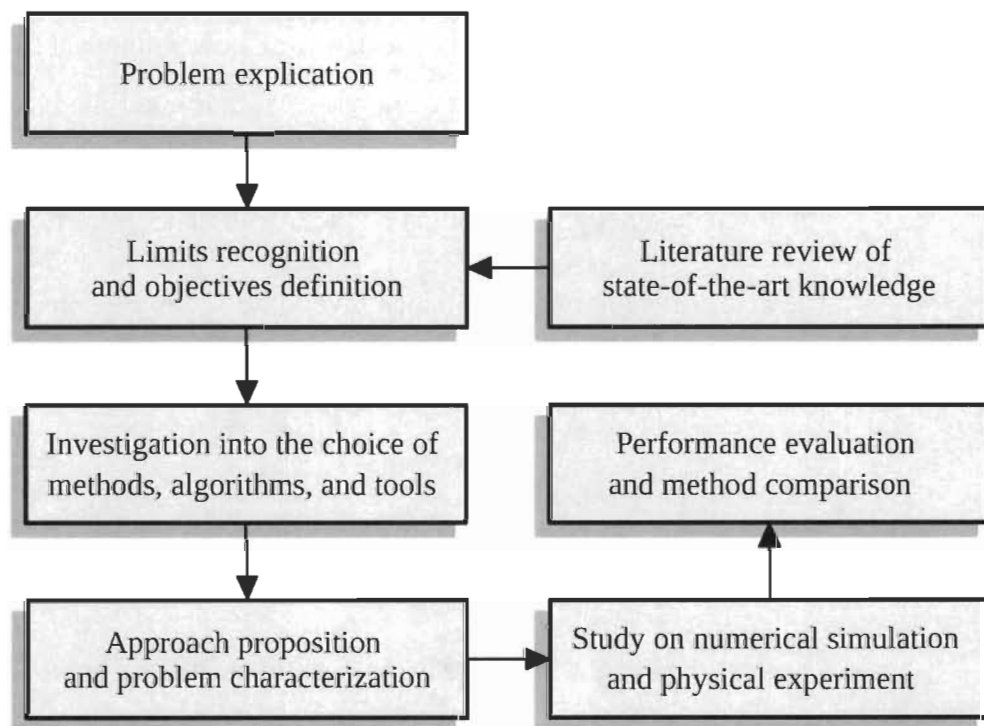 Problem explication
Limits recognition
and objectives definition
Literature review of
state-of-the-art knowledge
Investigation into the choice of
methods, algorithms, and tools
Performance evaluation
and method comparison
Approach proposition
and problem characterization
Study on numerical simulation
and physical experiment